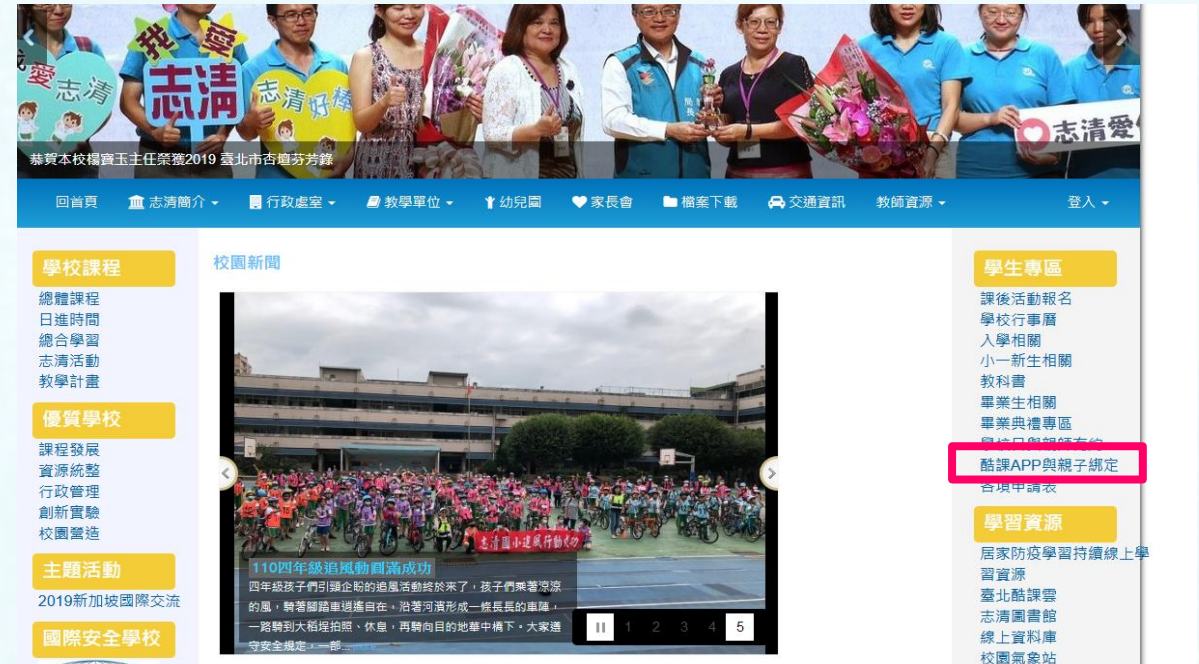 愛志清
我愛
志清
志清好棒
局長
志清愛
恭賀本校楊寶玉主任榮獲2019 臺北市杏壇芬芳錄
回首頁 志清簡介 行政處室 教學單位 幼兒園 家長會 檔案下載 交通資訊 教師資源 登入
學校課程
總體課程
日進時間
總合學習
志清活動
教學計畫
優質學校
課程發展
資源統整
行政管理
創新實驗
校園營造
主題活動
2019新加坡國際交流
國際安全學校
校園新聞
志清國小追風行動成功
110四年級追風動圓滿成功
四年級孩子們引頸企盼的追風活動終於來了，孩子們乘著涼涼
的風，騎著腳踏車逍遙自在，沿著河濱形成一條長長的車陣，
一路騎到大稻埕拍照、休息，再騎向目的地華中橋下。大家遵
守安全規定，一部...
1 2 3 4 5
學生專區
課後活動報名
學校行事曆
入學相關
小一新生相關
教科書
畢業生相關
畢業典禮專區
學校日與親師有約
酷課APP與親子綁定
各項申請表
學習資源
居家防疫學習持續線上學
習資源
臺北酷課雲
志清圖書館
線上資料庫
校園氣象站